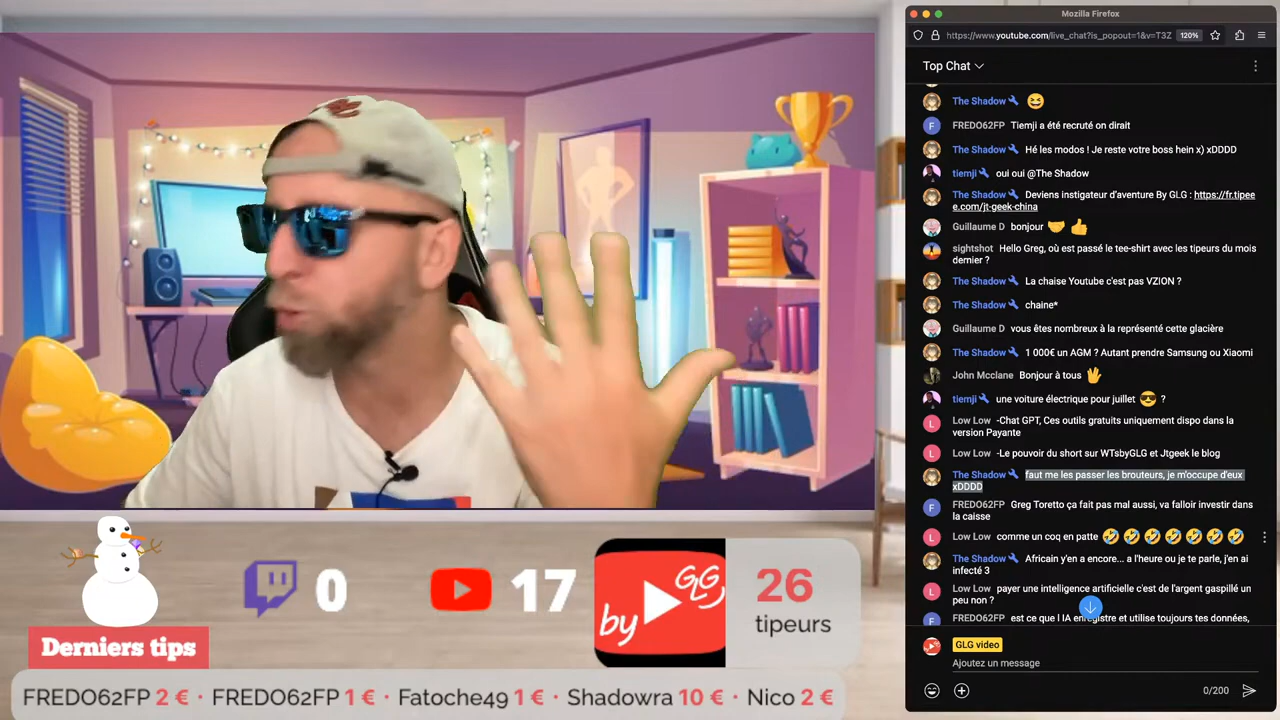 Mozilla Firefox
https://www.youtube.com/live_chat?is_popout=1&v=T3Z
120%
Top Chat
The Shadow 😆
F FREDO62FP Tiemji a été recruté on dirait
The Shadow Hé les modos ! Je reste votre boss hein x) xDDDD
tiemji oui oui @The Shadow
The Shadow Deviens instigateur d'aventure By GLG : https://fr.tipee
e.com/jt-geek-china
Guillaume D bonjour 🤝 👍
sightshot Hello Greg, où est passé le tee-shirt avec les tipeurs du mois
dernier ?
The Shadow La chaise Youtube c'est pas VZION ?
The Shadow chaine*
Guillaume D vous êtes nombreux à la représenté cette glacière
The Shadow 1 000€ un AGM ? Autant prendre Samsung ou Xiaomi
John Mcclane Bonjour à tous 🖖
tiemji une voiture électrique pour juillet 😎 ?
L Low Low -Chat GPT, Ces outils gratuits uniquement dispo dans la
version Payante
L Low Low -Le pouvoir du short sur WTsbyGLG et Jtgeek le blog
The Shadow faut me les passer les brouteurs, je m'occupe d'eux
xDDDD
F FREDO62FP Greg Toretto ça fait pas mal aussi, va falloir investir dans
la caisse
L Low Low comme un coq en patte 🤣 🤣 🤣 🤣 🤣 🤣 🤣
The Shadow Africain y'en a encore... a l'heure ou je te parle, j'en ai
infecté 3
L Low Low payer une intelligence artificielle c'est de l'argent gaspillé un
peu non ?
F FREDO62FP est ce que l IA enregistre et utilise toujours tes données,
GLG video
Ajoutez un message
0/200
0
17
by GLG
26
tipeurs
Derniers tips
FREDO62FP 2 € · FREDO62FP 1 € · Fatoche49 1 € · Shadowra 10 € · Nico 2 €